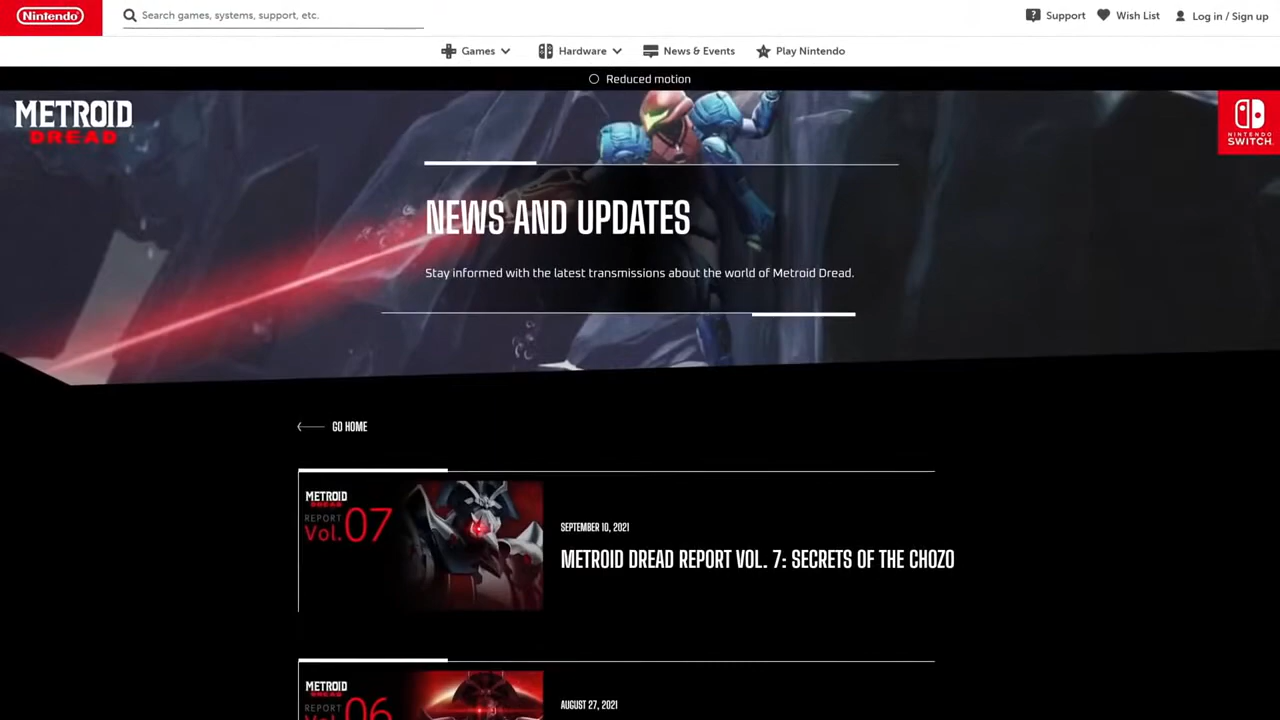 Nintendo
Search games, systems, support, etc.
Support
Wish List
Log in / Sign up
Games
Hardware
News & Events
Play Nintendo
Reduced motion
METROID
DREAD
NINTENDO
SWITCH
NEWS AND UPDATES
Stay informed with the latest transmissions about the world of Metroid Dread.
GO HOME
METROID
DREAD
REPORT
Vol.07
SEPTEMBER 10, 2021
METROID DREAD REPORT VOL. 7: SECRETS OF THE CHOZO
METROID
DREAD
REPORT
Vol.06
AUGUST 27, 2021